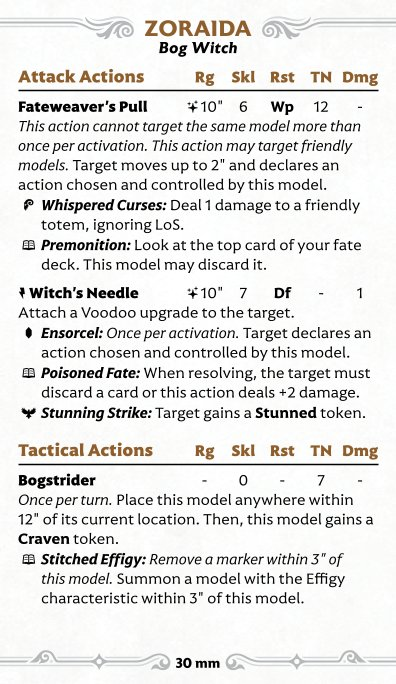 ZORAIDA
Bog Witch
Attack Actions Rg Skl Rst TN Dmg
Fateweaver's Pull 10" 6 Wp 12 -
This action cannot target the same model more than
once per activation. This action may target friendly
models. Target moves up to 2" and declares an
action chosen and controlled by this model.
Whispered Curses: Deal 1 damage to a friendly
totem, ignoring LoS.
Premonition: Look at the top card of your fate
deck. This model may discard it.
Witch's Needle 10" 7 Df - 1
Attach a Voodoo upgrade to the target.
Ensorcel: Once per activation. Target declares an
action chosen and controlled by this model.
Poisoned Fate: When resolving, the target must
discard a card or this action deals +2 damage.
Stunning Strike: Target gains a Stunned token.
Tactical Actions Rg Skl Rst TN Dmg
Bogstrider - 0 - 7 -
Once per turn. Place this model anywhere within
12" of its current location. Then, this model gains a
Craven token.
Stitched Effigy: Remove a marker within 3" of
this model. Summon a model with the Effigy
characteristic within 3" of this model.
30 mm